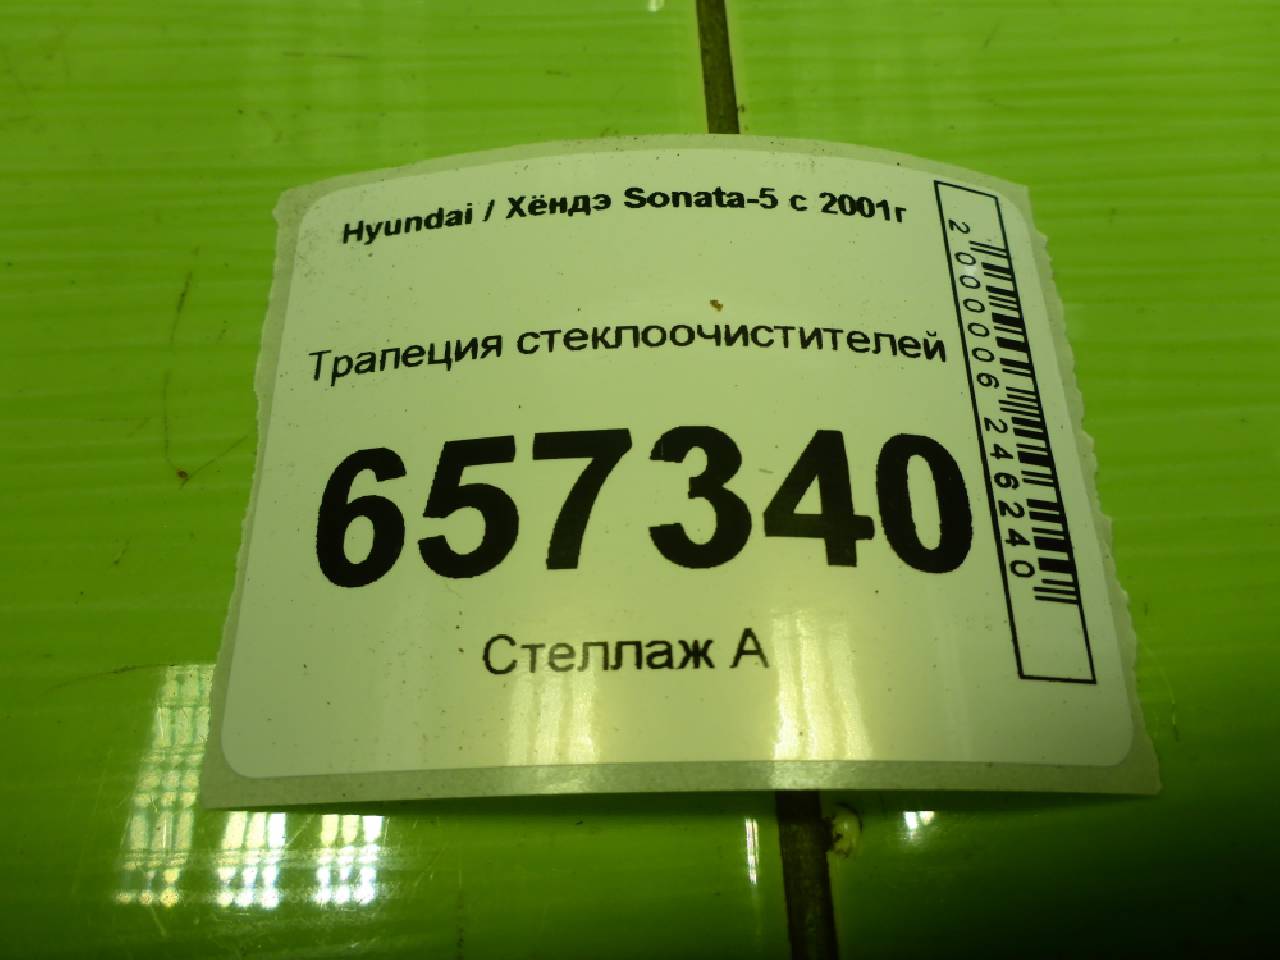 Hyundai / Хёндэ Sonata-5 с 2001г
Трапеция стеклоочистителей
657340
Стеллаж А
2000006246240